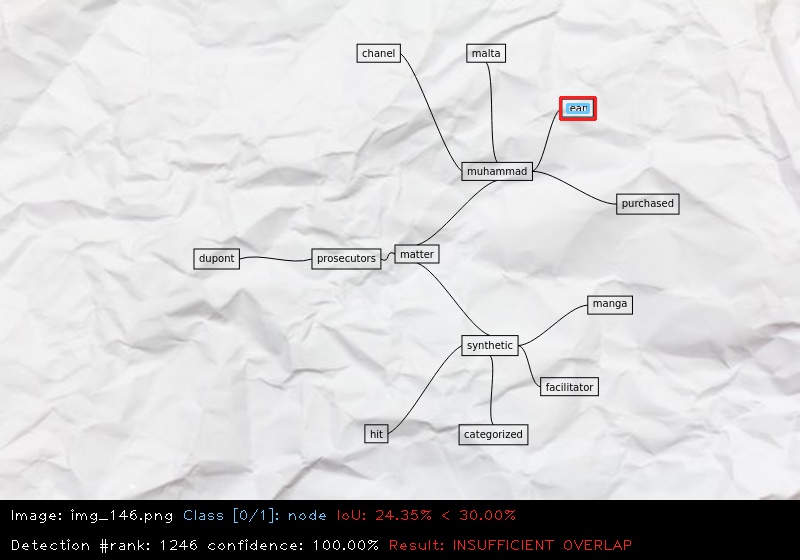 chanel
malta
ean
muhammad
purchased
matter
dupont
prosecutors
manga
synthetic
facilitator
hit
categorized
Image: img_146.png Class [0/1]: node IoU: 24.35% < 30.00%
Detection #rank: 1246 confidence: 100.00% Result: INSUFFICIENT OVERLAP